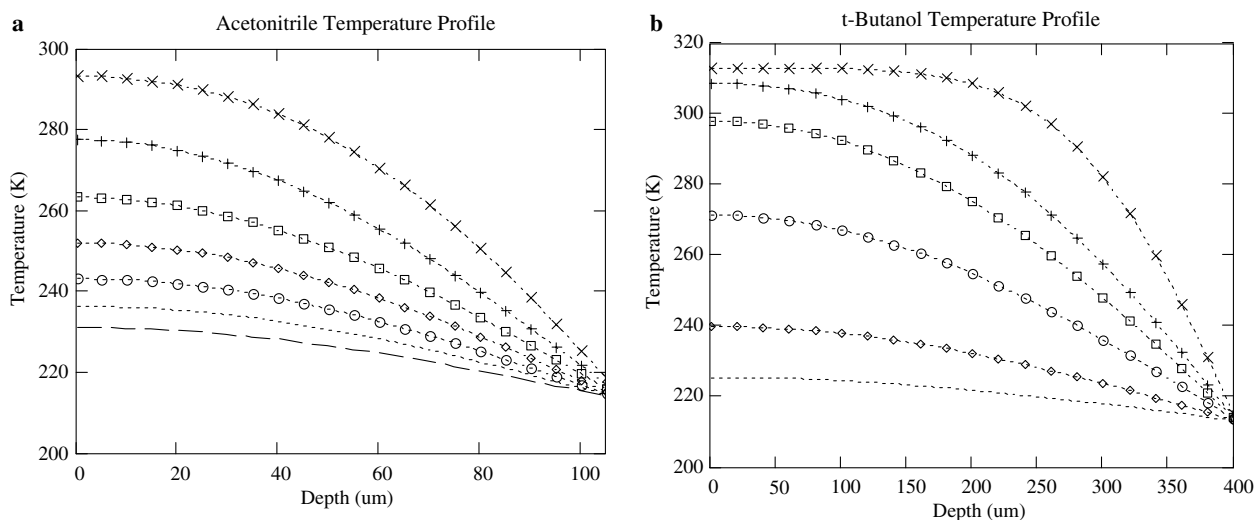 a
Acetonitrile Temperature Profile
Temperature (K)
300
280
260
240
220
200
0 20 40 60 80 100
Depth (um)
b
t-Butanol Temperature Profile
Temperature (K)
320
300
280
260
240
220
200
0 50 100 150 200 250 300 350 400
Depth (um)